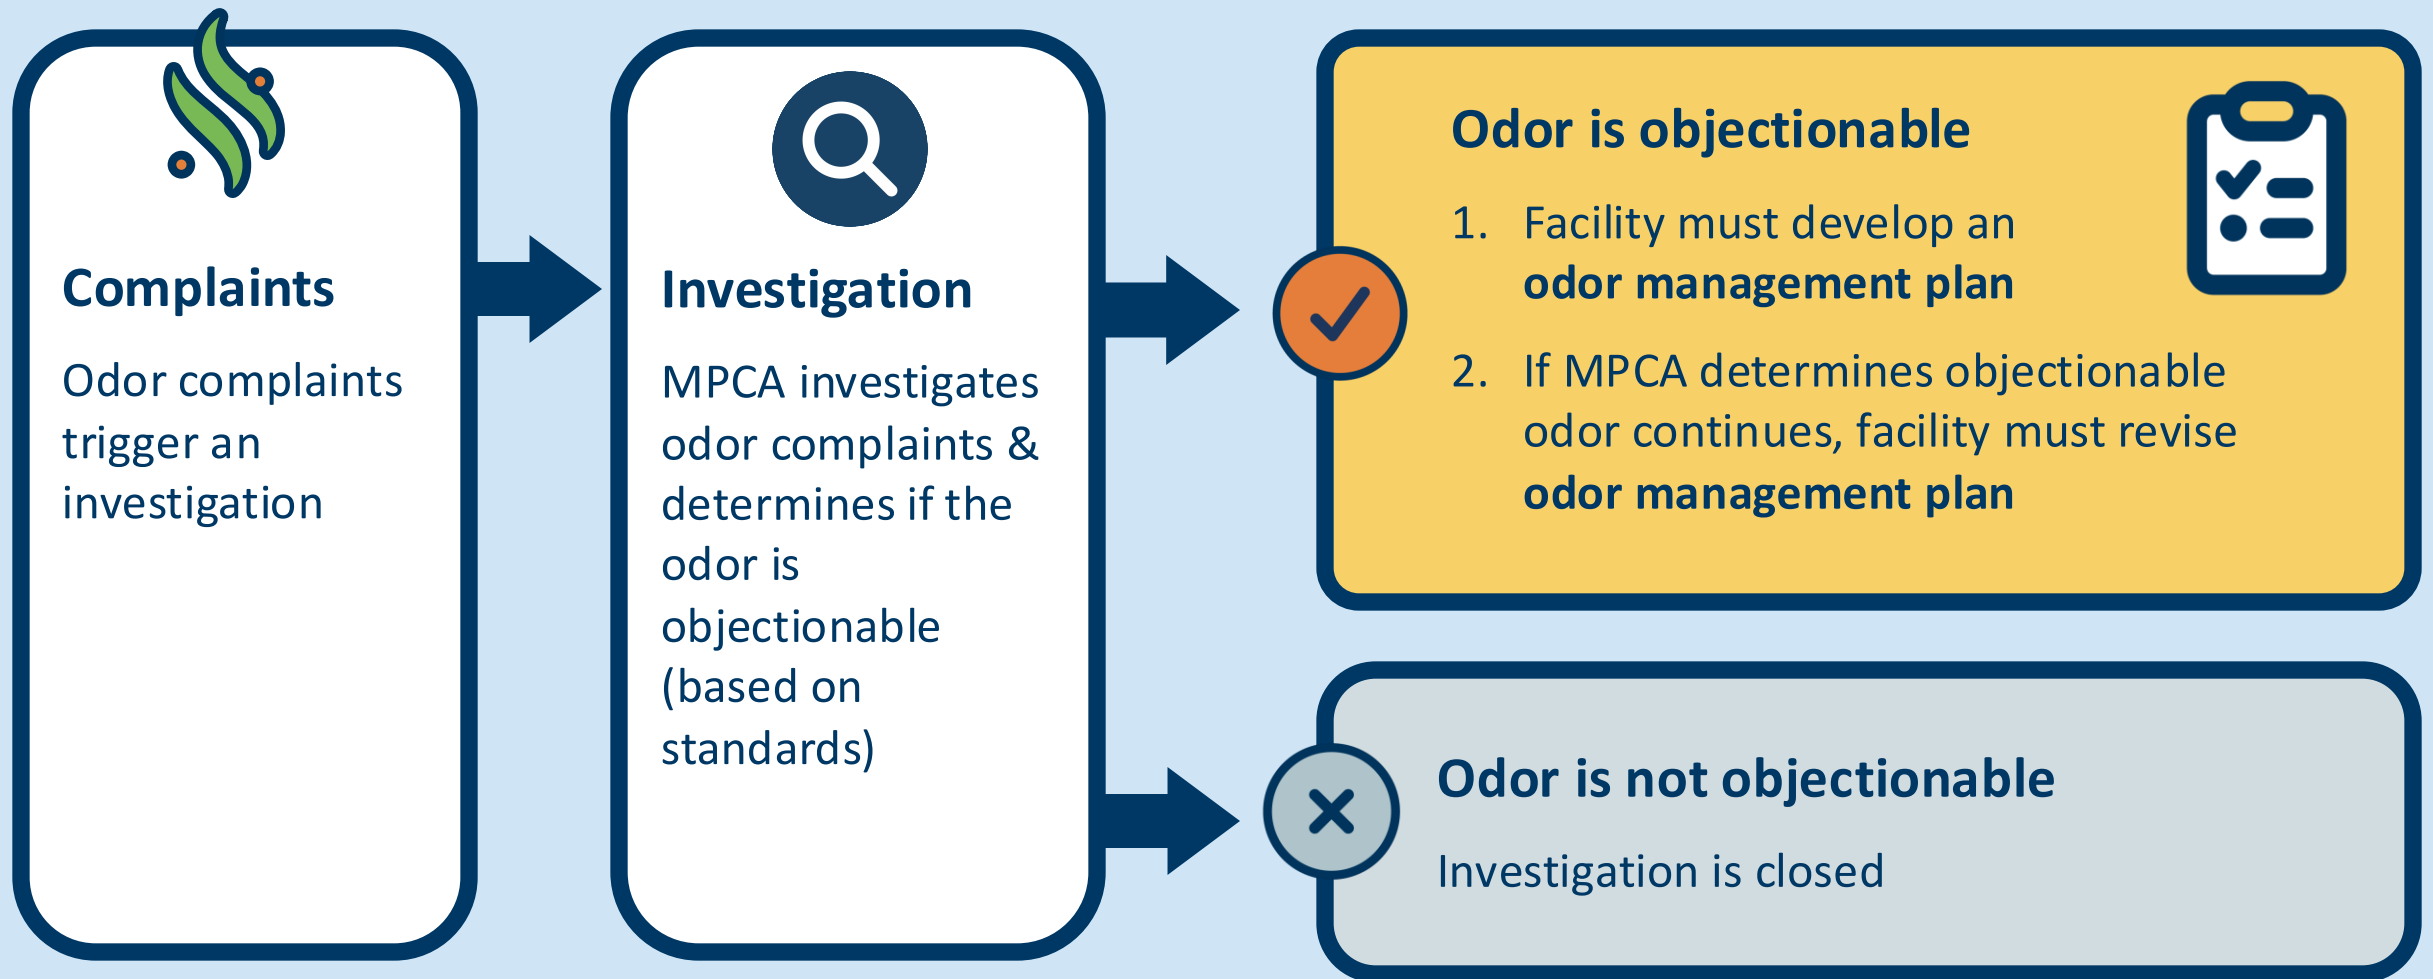 Complaints
Odor complaints
trigger an
investigation
Investigation
MPCA investigates
odor complaints &
determines if the
odor is
objectionable
(based on
standards)
Odor is objectionable
1. Facility must develop an
odor management plan
2. If MPCA determines objectionable
odor continues, facility must revise
odor management plan
Odor is not objectionable
Investigation is closed